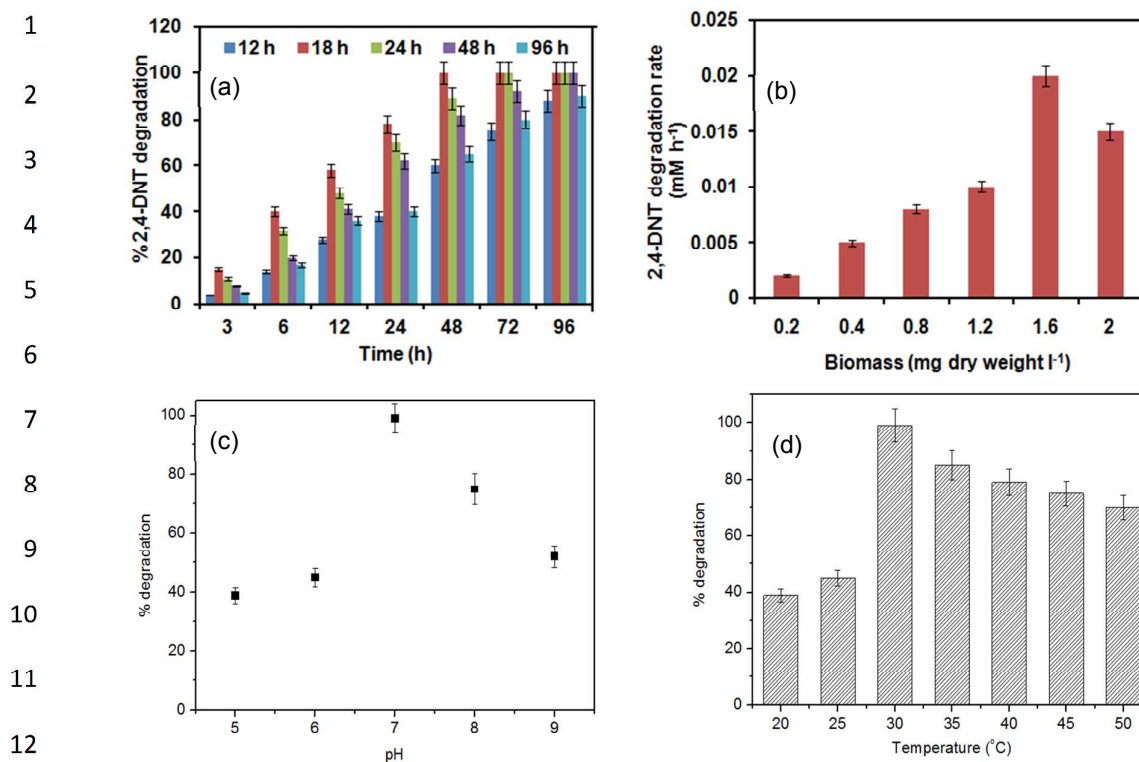 1
2
3
4
5
6
7
8
9
10
11
12
(a)
12 h 18 h 24 h 48 h 96 h
% 2,4-DNT degradation
120
100
80
60
40
20
0
3 6 12 24 48 72 96
Time (h)
(b)
2,4-DNT degradation rate
(mM h-1)
0.025
0.02
0.015
0.01
0.005
0
0.2 0.4 0.8 1.2 1.6 2
Biomass (mg dry weight l-1)
(c)
% degradation
100
80
60
40
20
0
5 6 7 8 9
pH
(d)
% degradation
100
80
60
40
20
0
20 25 30 35 40 45 50
Temperature (°C)